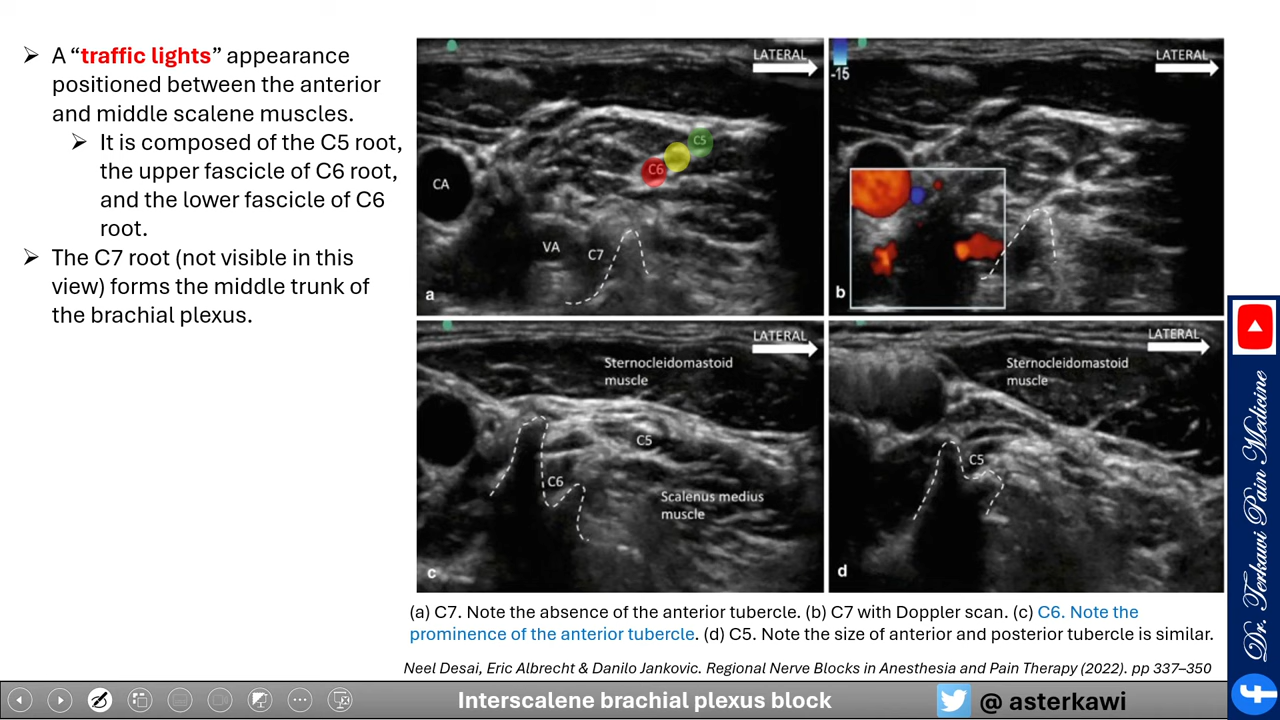 A “traffic lights” appearance
positioned between the anterior
and middle scalene muscles.
It is composed of the C5 root,
the upper fascicle of C6 root,
and the lower fascicle of C6
root.
The C7 root (not visible in this
view) forms the middle trunk of
the brachial plexus.
LATERAL
C5
C6
CA
VA
C7
a
LATERAL
-15
b
LATERAL
Sternocleidomastoid
muscle
C5
C6
Scalenus medius
muscle
c
LATERAL
Sternocleidomastoid
muscle
C5
d
(a) C7. Note the absence of the anterior tubercle. (b) C7 with Doppler scan. (c) C6. Note the
prominence of the anterior tubercle. (d) C5. Note the size of anterior and posterior tubercle is similar.
Neel Desai, Eric Albrecht & Danilo Jankovic. Regional Nerve Blocks in Anesthesia and Pain Therapy (2022). pp 337–350
Interscalene brachial plexus block
@ asterkawi
Dr. Terkawi Pain Medicine